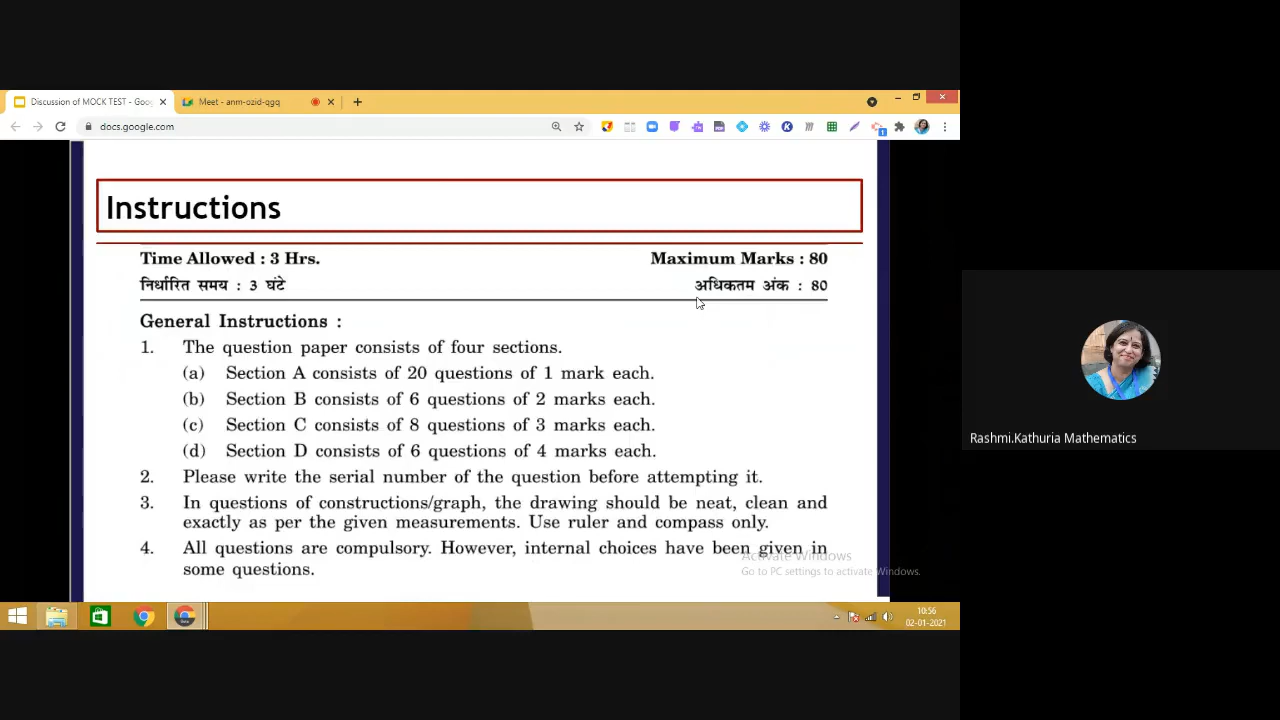 Discussion of MOCK TEST - Goo
Meet - anm-ozid-qgq
docs.google.com
Instructions
Time Allowed : 3 Hrs. Maximum Marks : 80
निर्धारित समय : 3 घंटे अधिकतम अंक : 80
General Instructions :
1. The question paper consists of four sections.
(a) Section A consists of 20 questions of 1 mark each.
(b) Section B consists of 6 questions of 2 marks each.
(c) Section C consists of 8 questions of 3 marks each.
(d) Section D consists of 6 questions of 4 marks each.
2. Please write the serial number of the question before attempting it.
3. In questions of constructions/graph, the drawing should be neat, clean and
exactly as per the given measurements. Use ruler and compass only.
4. All questions are compulsory. However, internal choices have been given in
some questions.
Activate Windows
Go to PC settings to activate Windows.
10:56
02-01-2021
Rashmi.Kathuria Mathematics